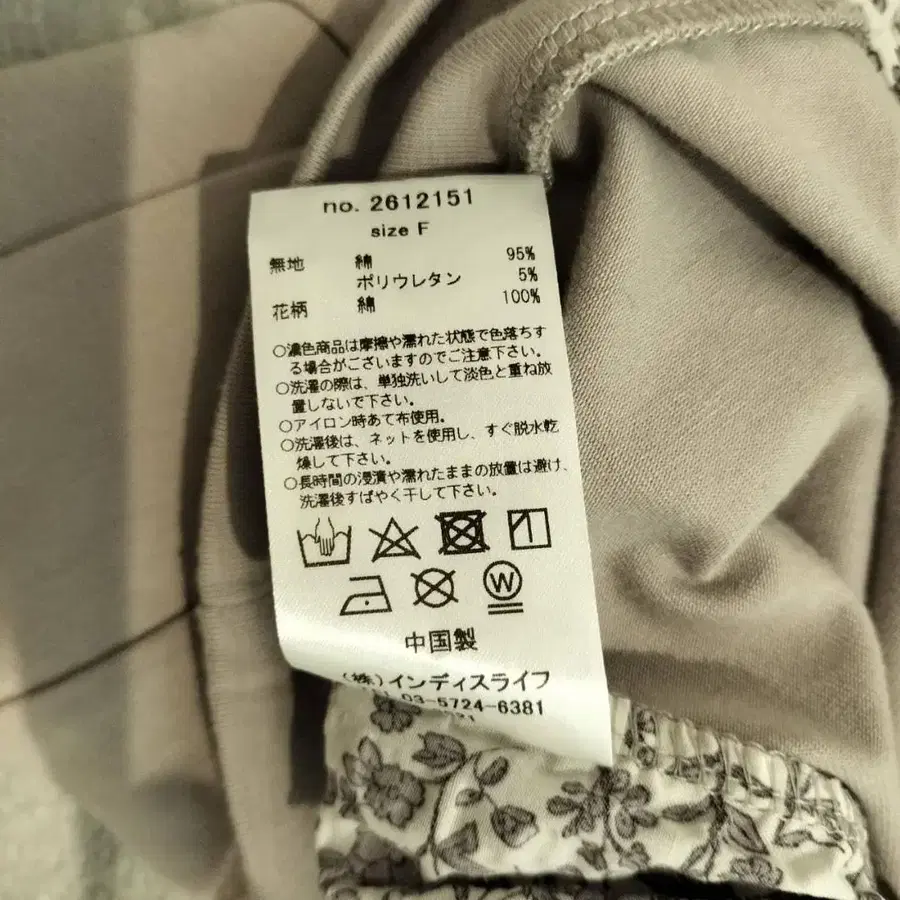 no. 2612151
size F
無地 綿 95%
ポリウレタン 5%
花柄 綿 100%
○濃色商品は摩擦や濡れた状態で色落ちす
る場合がございますのでご注意下さい。
○洗濯の際は、単独洗いして淡色と重ね放
置しないで下さい。
○アイロン時あて布使用。
○洗濯後は、ネットを使用し、すぐ脱水乾
燥して下さい。
○長時間の浸漬や濡れたままの放置は避け、
洗濯後すばやく干して下さい。
W
中国製
(株)インディスライフ
03-5724-6381